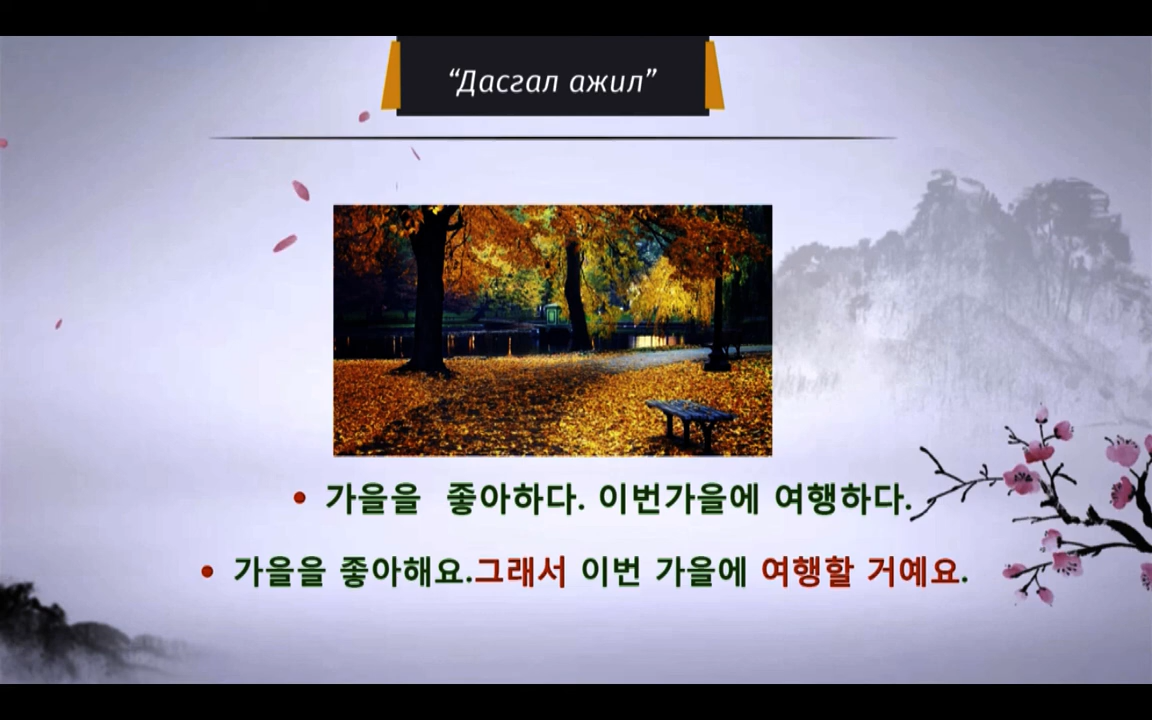 “Дасгал ажил”
• 가을을 좋아하다. 이번가을에 여행하다.
• 가을을 좋아해요.그래서 이번 가을에 여행할 거예요.